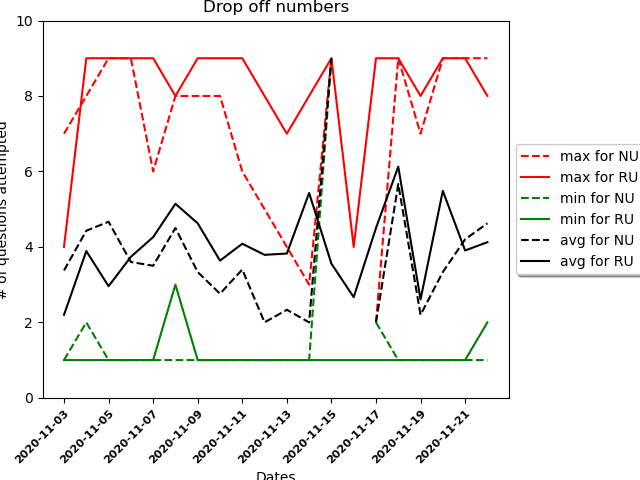 Drop off numbers
# of questions attempted
10
8
6
4
2
0
2020-11-03
2020-11-05
2020-11-07
2020-11-09
2020-11-11
2020-11-13
2020-11-15
2020-11-17
2020-11-19
2020-11-21
Dates
max for NU
max for RU
min for NU
min for RU
avg for NU
avg for RU